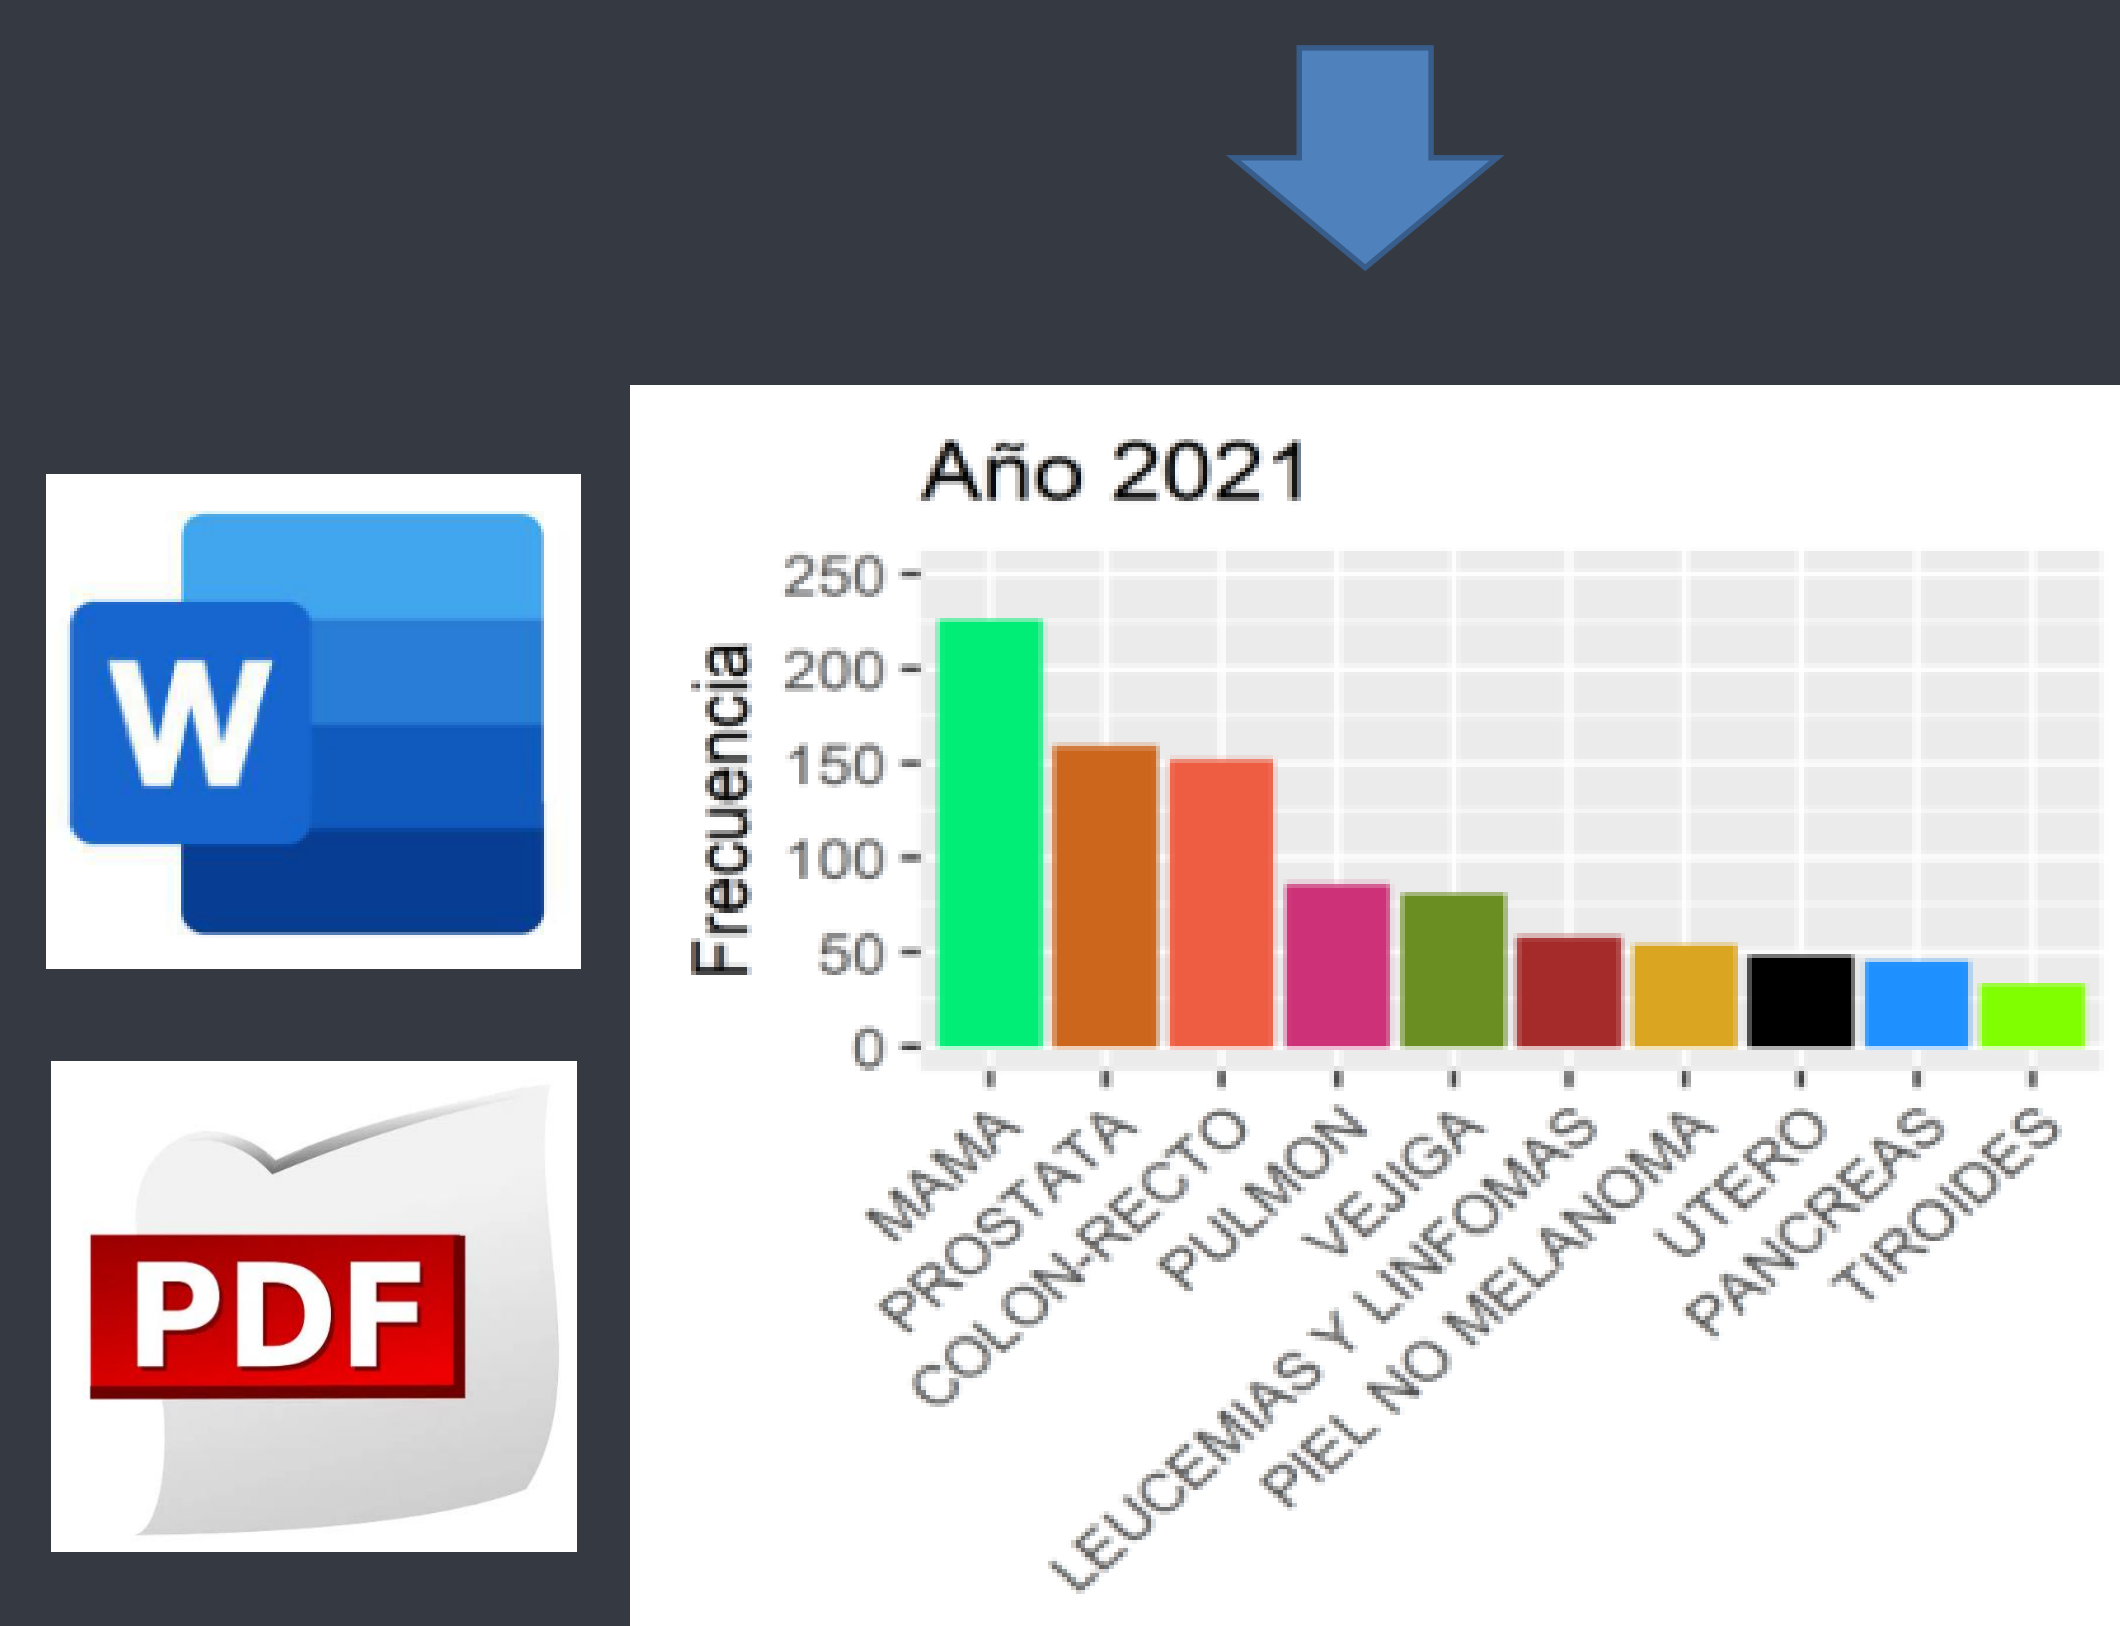 W
PDF
Año 2021
Frecuencia
250
200
150
100
50
0
MAMA
PROSTATA
COLON-RECTO
PULMON
VEJIGA
LEUCEMIAS Y LINFOMAS
PIEL NO MELANOMA
UTERO
PANCREAS
TIROIDES